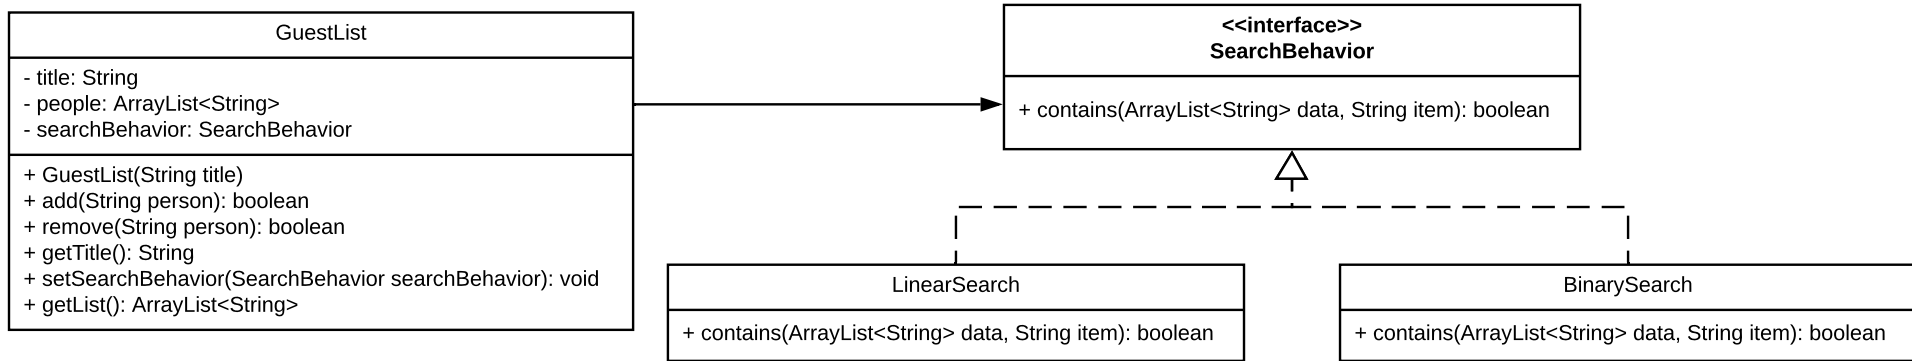 GuestList
- title: String
- people: ArrayList<String>
- searchBehavior: SearchBehavior
+ GuestList(String title)
+ add(String person): boolean
+ remove(String person): boolean
+ getTitle(): String
+ setSearchBehavior(SearchBehavior searchBehavior): void
+ getList(): ArrayList<String>
<<interface>>
SearchBehavior
+ contains(ArrayList<String> data, String item): boolean
LinearSearch
+ contains(ArrayList<String> data, String item): boolean
BinarySearch
+ contains(ArrayList<String> data, String item): boolean